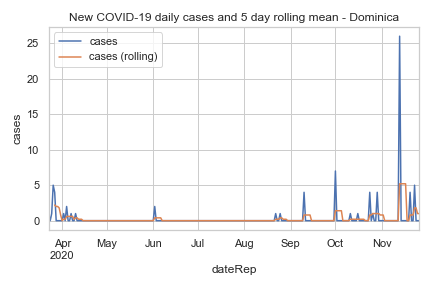 New COVID-19 daily cases and 5 day rolling mean - Dominica
cases
cases (rolling)
25
20
15
10
5
0
cases
Apr May Jun Jul Aug Sep Oct Nov
2020
dateRep